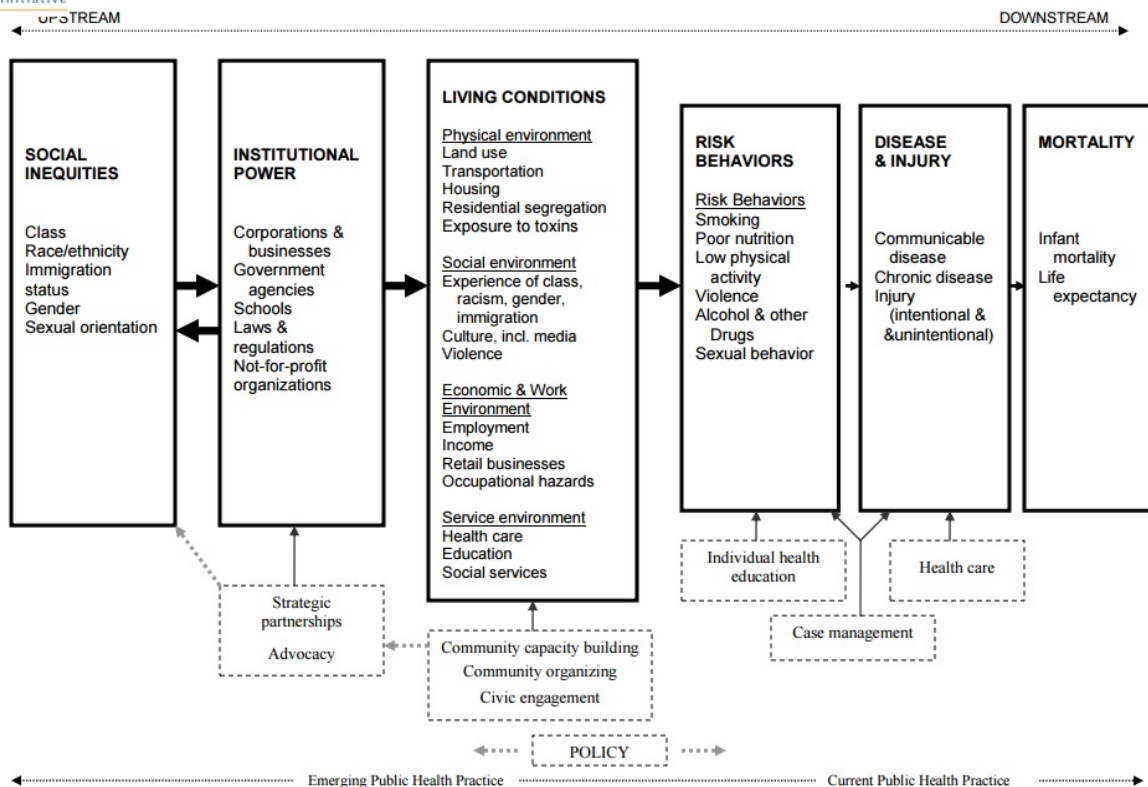 UPSTREAM
DOWNSTREAM
SOCIAL
INEQUITIES
Class
Race/ethnicity
Immigration
status
Gender
Sexual orientation
INSTITUTIONAL
POWER
Corporations &
businesses
Government
agencies
Schools
Laws &
regulations
Not-for-profit
organizations
LIVING CONDITIONS
Physical environment
Land use
Transportation
Housing
Residential segregation
Exposure to toxins
Social environment
Experience of class,
racism, gender,
immigration
Culture, incl. media
Violence
Economic & Work
Environment
Employment
Income
Retail businesses
Occupational hazards
Service environment
Health care
Education
Social services
RISK
BEHAVIORS
Risk Behaviors
Smoking
Poor nutrition
Low physical
activity
Violence
Alcohol & other
Drugs
Sexual behavior
DISEASE
& INJURY
Communicable
disease
Chronic disease
Injury
(intentional &
&unintentional)
MORTALITY
Infant
mortality
Life
expectancy
Strategic
partnerships
Advocacy
Community capacity building
Community organizing
Civic engagement
Individual health
education
Case management
Health care
POLICY
Emerging Public Health Practice
Current Public Health Practice